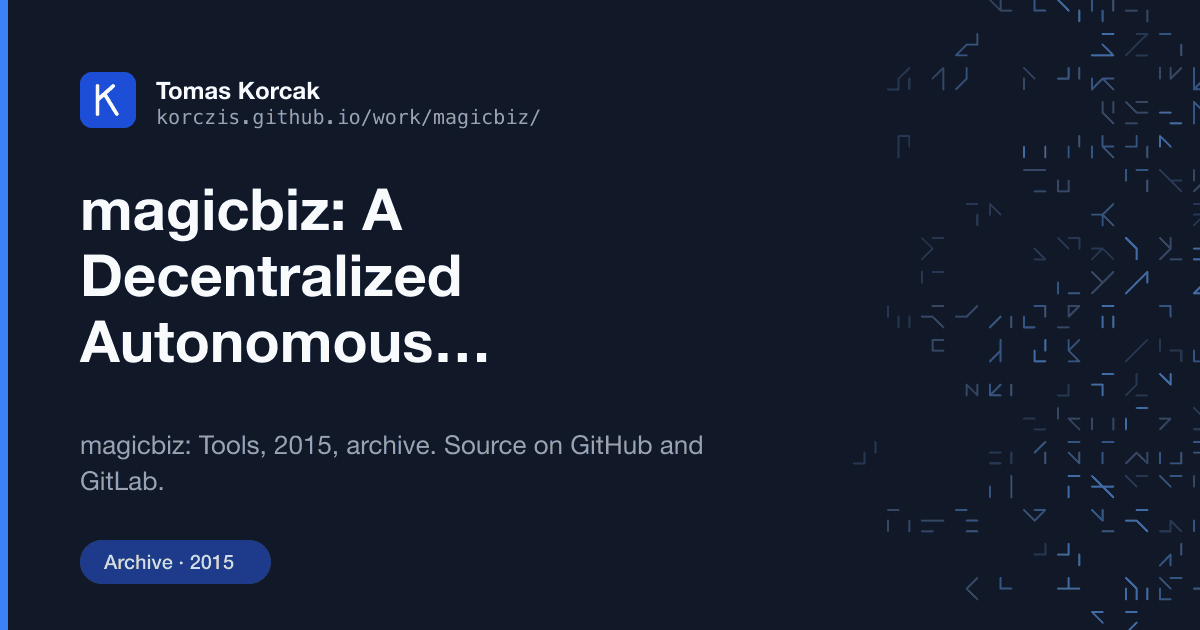 K
Tomas Korcak
korczis.github.io/work/magicbiz/
magicbiz: A
Decentralized
Autonomous…
magicbiz: Tools, 2015, archive. Source on GitHub and
GitLab.
Archive · 2015